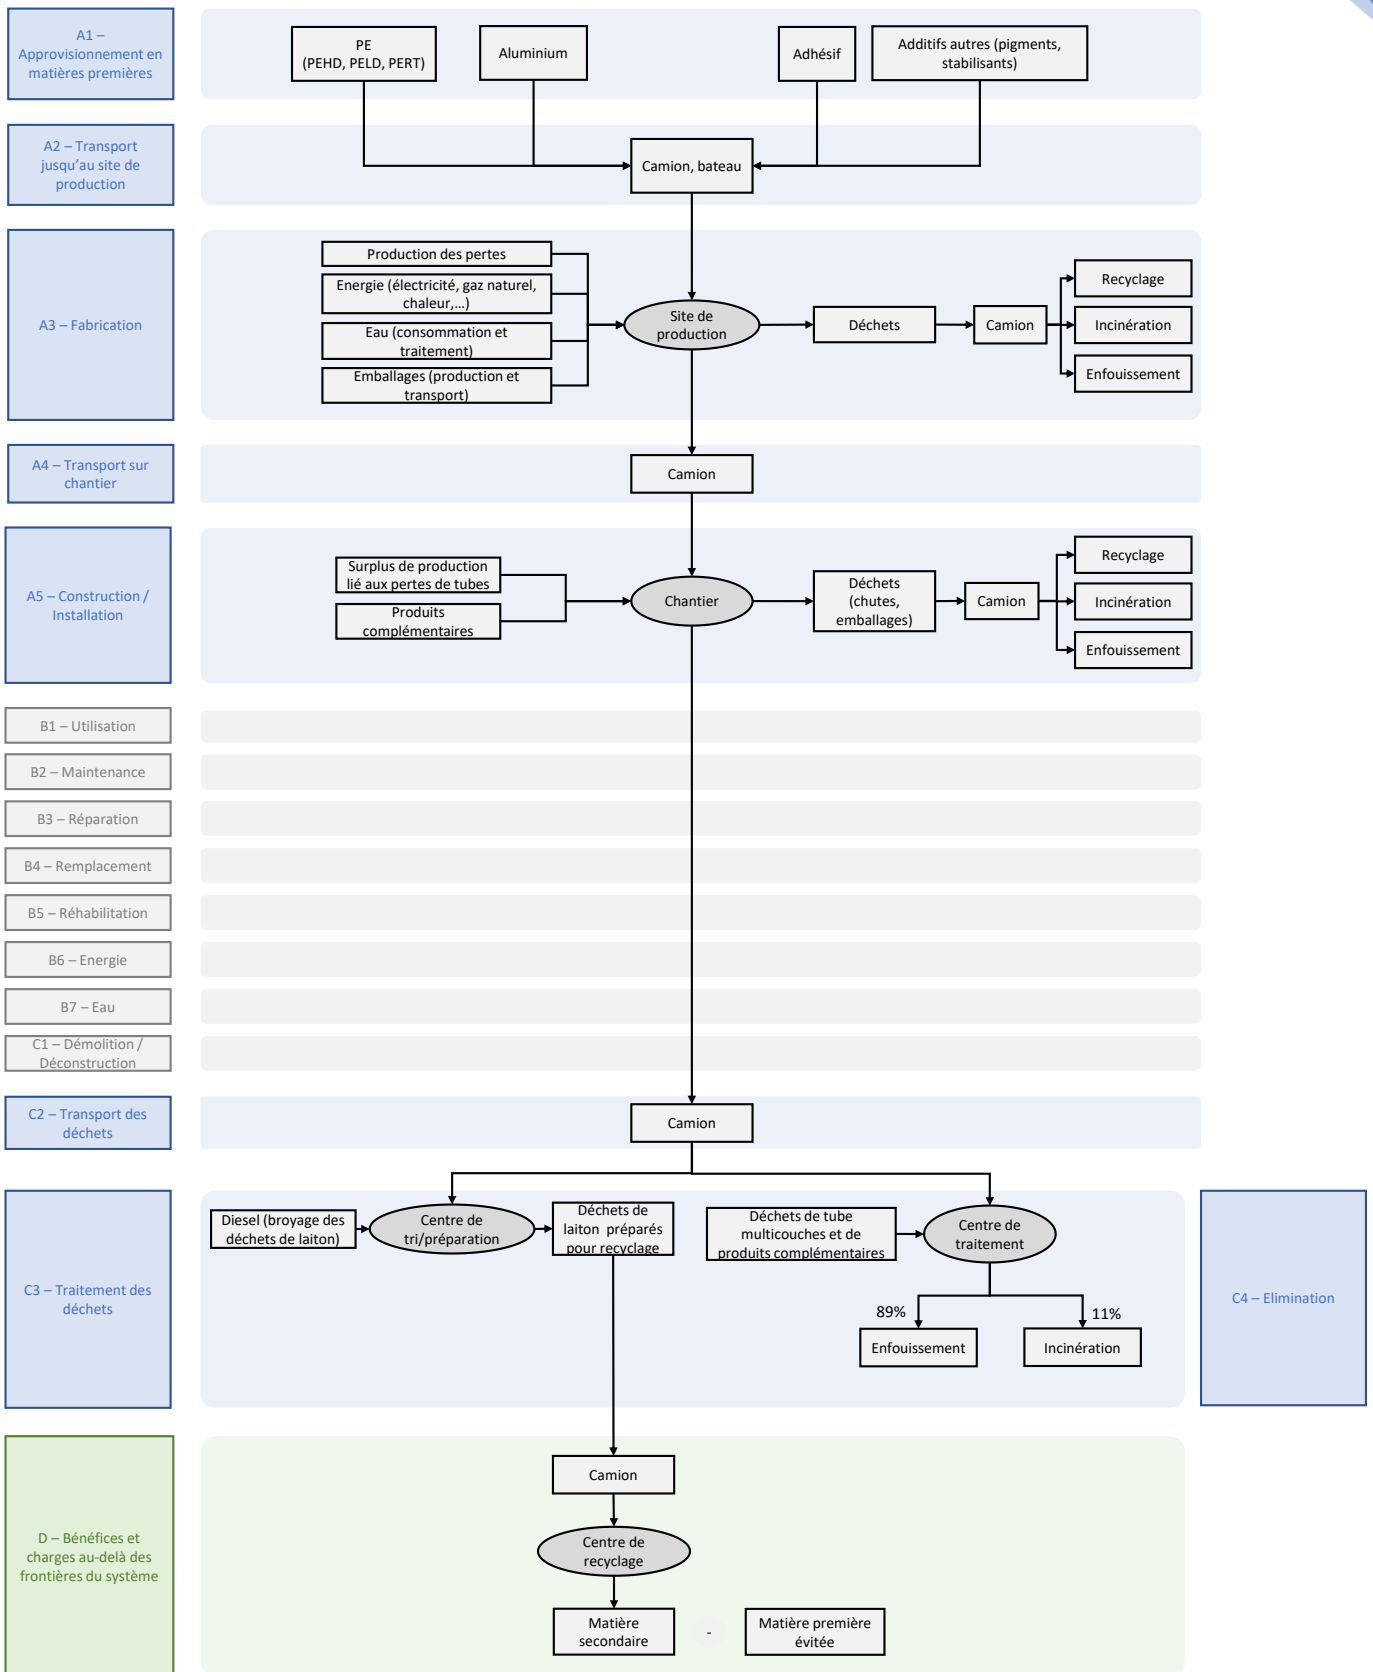 A1 –
Approvisionnement en
matières premières
PE
(PEHD, PELD, PERT)
Aluminium
Adhésif
Additifs autres (pigments,
stabilisants)
A2 – Transport
jusqu'au site de
production
Camion, bateau
A3 – Fabrication
Production des pertes
Energie (électricité, gaz naturel,
chaleur,...)
Eau (consommation et
traitement)
Emballages (production et
transport)
Site de
production
Déchets
Camion
Recyclage
Incinération
Enfouissement
A4 – Transport sur
chantier
Camion
A5 – Construction /
Installation
Surplus de production
lié aux pertes de tubes
Produits
complémentaires
Chantier
Déchets
(chutes,
emballages)
Camion
Recyclage
Incinération
Enfouissement
B1 – Utilisation
B2 – Maintenance
B3 – Réparation
B4 – Remplacement
B5 – Réhabilitation
B6 – Energie
B7 – Eau
C1 – Démolition /
Déconstruction
C2 – Transport des
déchets
Camion
C3 – Traitement des
déchets
Diesel (broyage des
déchets de laiton)
Centre de
tri/préparation
Déchets de
laiton préparés
pour recyclage
Déchets de tube
multicouches et de
produits complémentaires
Centre de
traitement
89%
11%
Enfouissement
Incinération
C4 – Elimination
D – Bénéfices et
charges au-delà des
frontières du système
Camion
Centre de
recyclage
Matière
secondaire
-
Matière première
évitée